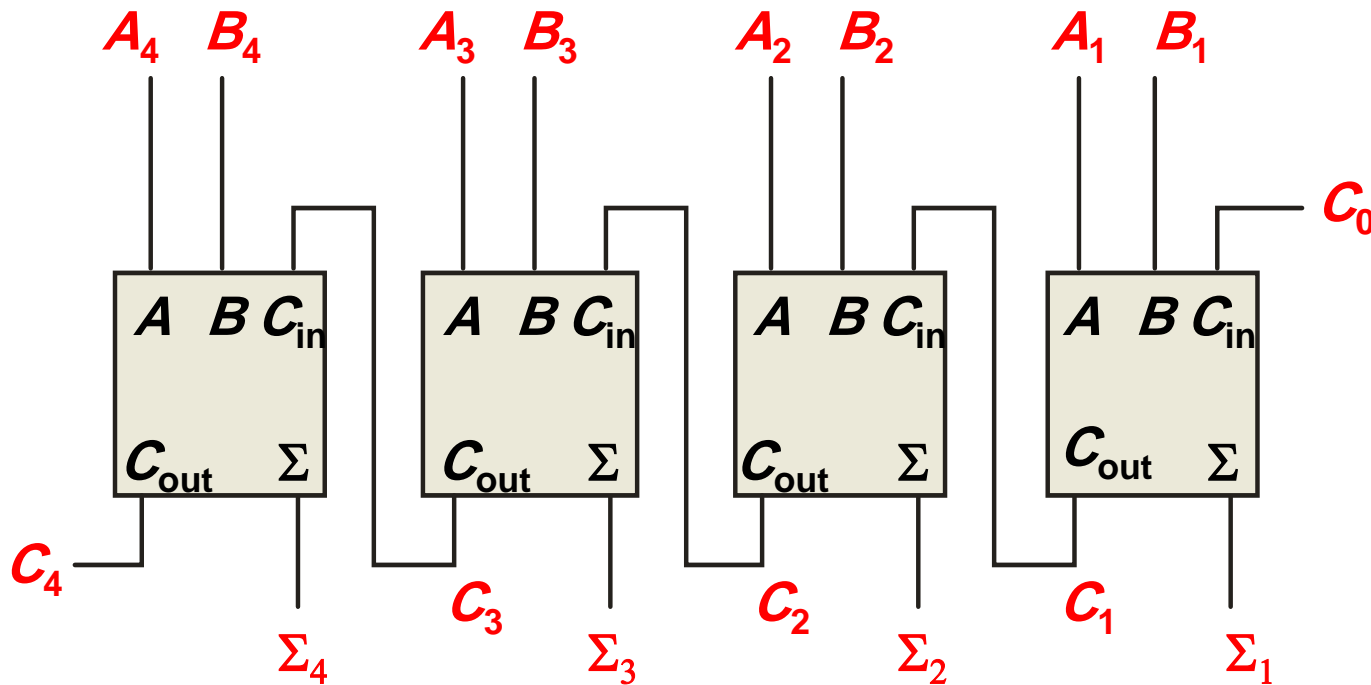 A₄ B₄ A₃ B₃ A₂ B₂ A₁ B₁
C₀
A B Cᵢₙ A B Cᵢₙ A B Cᵢₙ A B Cᵢₙ
Cout Σ Cout Σ Cout Σ Cout Σ
C₄ C₃ C₂ C₁
Σ₄ Σ₃ Σ₂ Σ₁